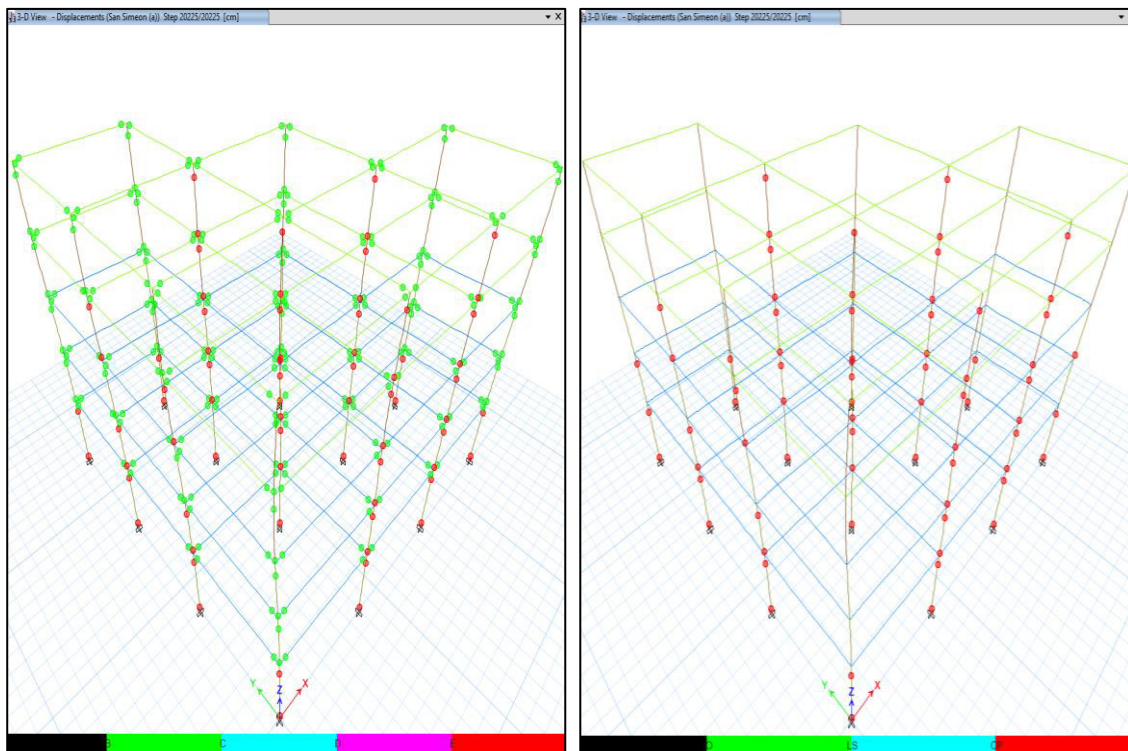 3-D View - Displacements (San Simeon (a)) Step 20225/20225 [cm]
X
Y
Z
X
B
C
D
E
3-D View - Displacements (San Simeon (a)) Step 20225/20225 [cm]
Y
Z
X
IO
LS
CP